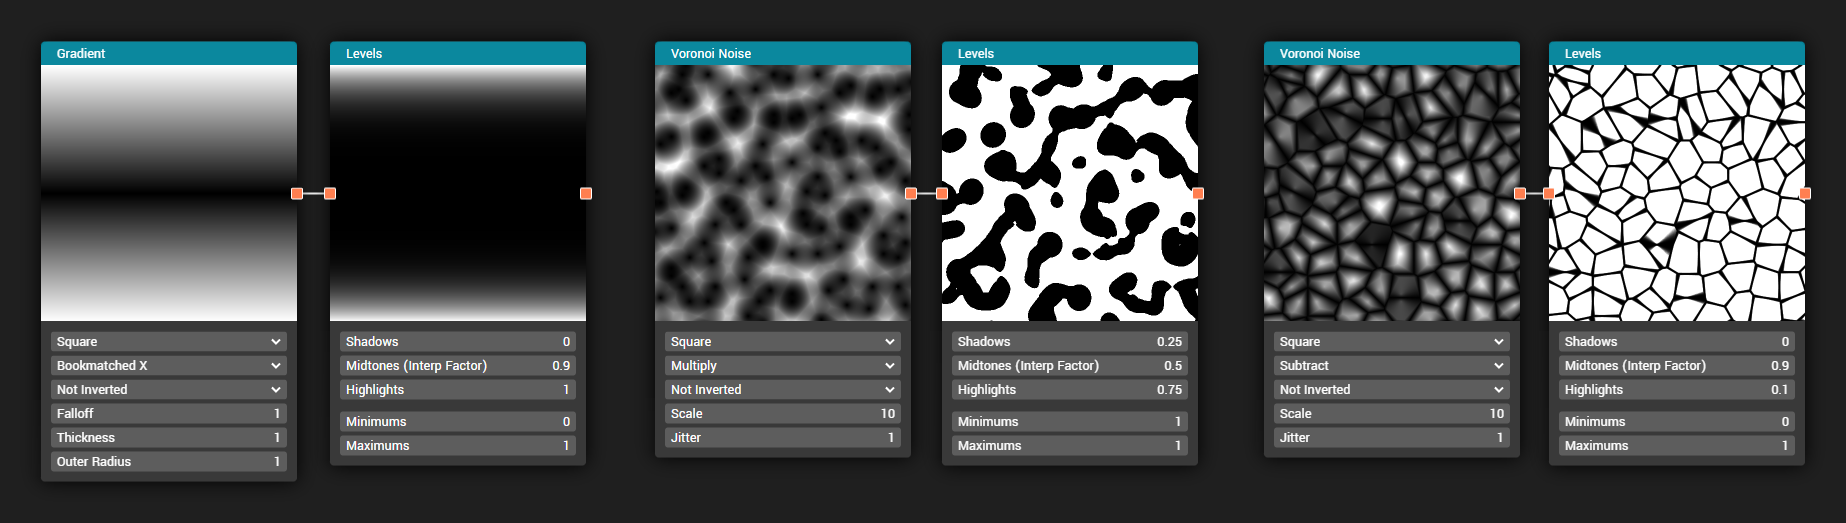 Gradient
Square
Bookmatched X
Not Inverted
Falloff 1
Thickness 1
Outer Radius 1
Levels
Shadows 0
Midtones (Interp Factor) 0.9
Highlights 1
Minimums 0
Maximums 1
Voronoi Noise
Square
Multiply
Not Inverted
Scale 10
Jitter 1
Levels
Shadows 0.25
Midtones (Interp Factor) 0.5
Highlights 0.75
Minimums 1
Maximums 1
Voronoi Noise
Square
Subtract
Not Inverted
Scale 10
Jitter 1
Levels
Shadows 0
Midtones (Interp Factor) 0.9
Highlights 0.1
Minimums 0
Maximums 1